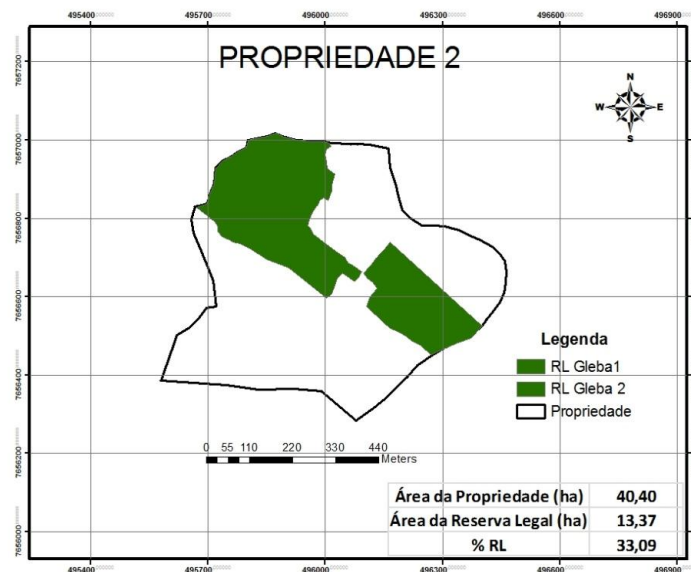 495400 495700 496000 496300 496600 496900
PROPRIEDADE 2
N
W E
S
7657200
7657000
7656800
7656600
7656400
7656200
7656000
Legenda
RL Gleba1
RL Gleba 2
Propriedade
0 55 110 220 330 440
Meters
Área da Propriedade (ha) 40,40
Área da Reserva Legal (ha) 13,37
% RL 33,09
495400 495700 496000 496300 496600 496900